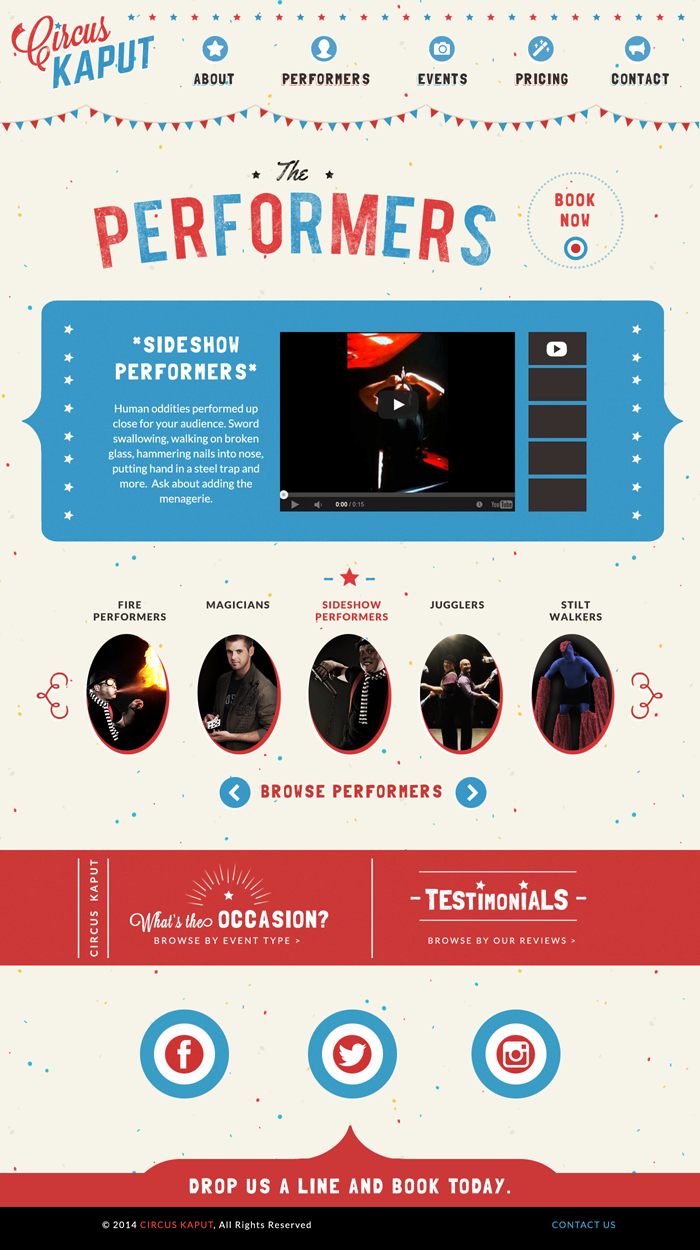 Circus
KAPUT
ABOUT PERFORMERS EVENTS PRICING CONTACT
The
PERFORMERS
BOOK
NOW
*SIDESHOW
PERFORMERS*
Human oddities performed up
close for your audience. Sword
swallowing, walking on broken
glass, hammering nails into nose,
putting hand in a steel trap and
more. Ask about adding the
menagerie.
0:00 / 0:15 YouTube
FIRE
PERFORMERS
MAGICIANS
SIDESHOW
PERFORMERS
JUGGLERS
STILT
WALKERS
BROWSE PERFORMERS
CIRCUS KAPUT
What's the OCCASION?
BROWSE BY EVENT TYPE >
TESTIMONIALS
BROWSE BY OUR REVIEWS >
DROP US A LINE AND BOOK TODAY.
© 2014 CIRCUS KAPUT, All Rights Reserved
CONTACT US